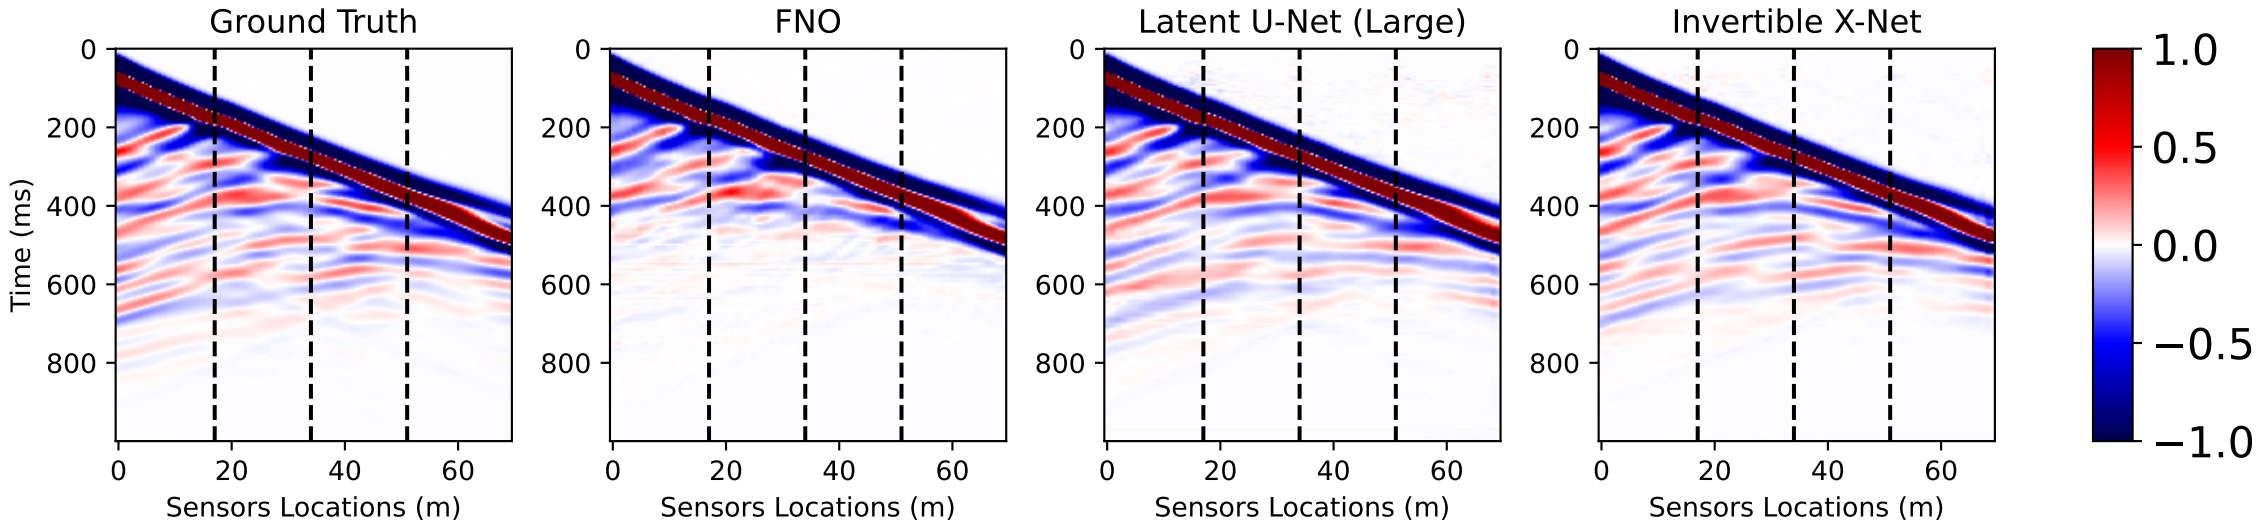 Ground Truth
FNO
Latent U-Net (Large)
Invertible X-Net
Time (ms)
0
200
400
600
800
0
200
400
600
800
0
200
400
600
800
0
200
400
600
800
1.0
0.5
0.0
−0.5
−1.0
0 20 40 60
0 20 40 60
0 20 40 60
0 20 40 60
Sensors Locations (m)
Sensors Locations (m)
Sensors Locations (m)
Sensors Locations (m)